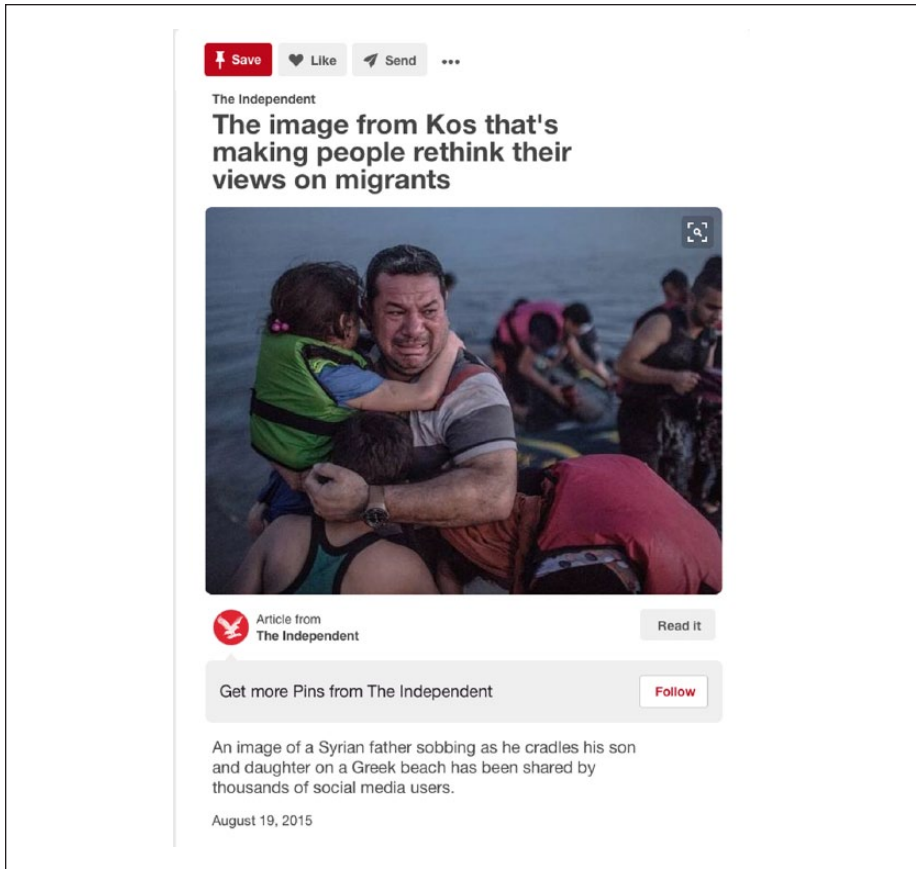 Save Like Send •••
The Independent
The image from Kos that's
making people rethink their
views on migrants
Article from
The Independent
Read it
Get more Pins from The Independent
Follow
An image of a Syrian father sobbing as he cradles his son
and daughter on a Greek beach has been shared by
thousands of social media users.
August 19, 2015